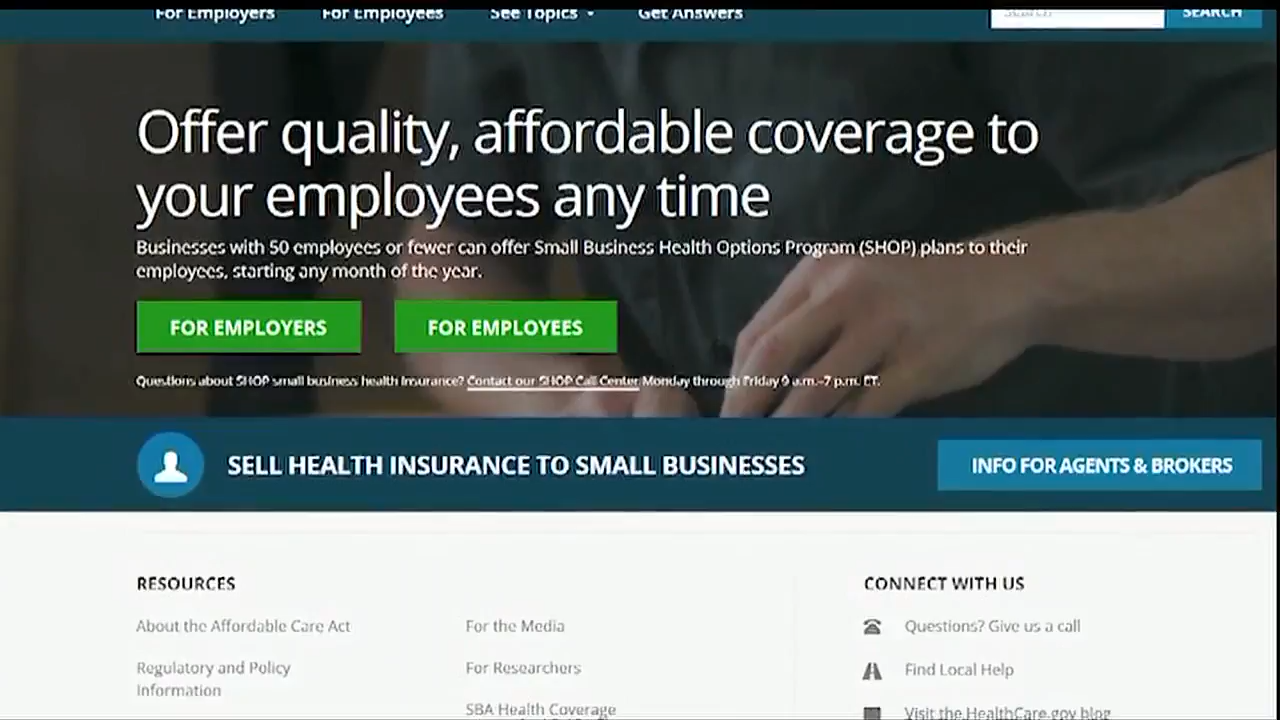 For Employers
For Employees
See Topics
Get Answers
Search
SEARCH
Offer quality, affordable coverage to
your employees any time
Businesses with 50 employees or fewer can offer Small Business Health Options Program (SHOP) plans to their
employees, starting any month of the year.
FOR EMPLOYERS
FOR EMPLOYEES
Questions about SHOP small business health insurance? Contact our SHOP Call Center Monday through Friday 9 a.m.-7 p.m. ET.
SELL HEALTH INSURANCE TO SMALL BUSINESSES
INFO FOR AGENTS & BROKERS
RESOURCES
About the Affordable Care Act
Regulatory and Policy
Information
For the Media
For Researchers
SBA Health Coverage
CONNECT WITH US
Questions? Give us a call
Find Local Help
Visit the HealthCare.gov blog